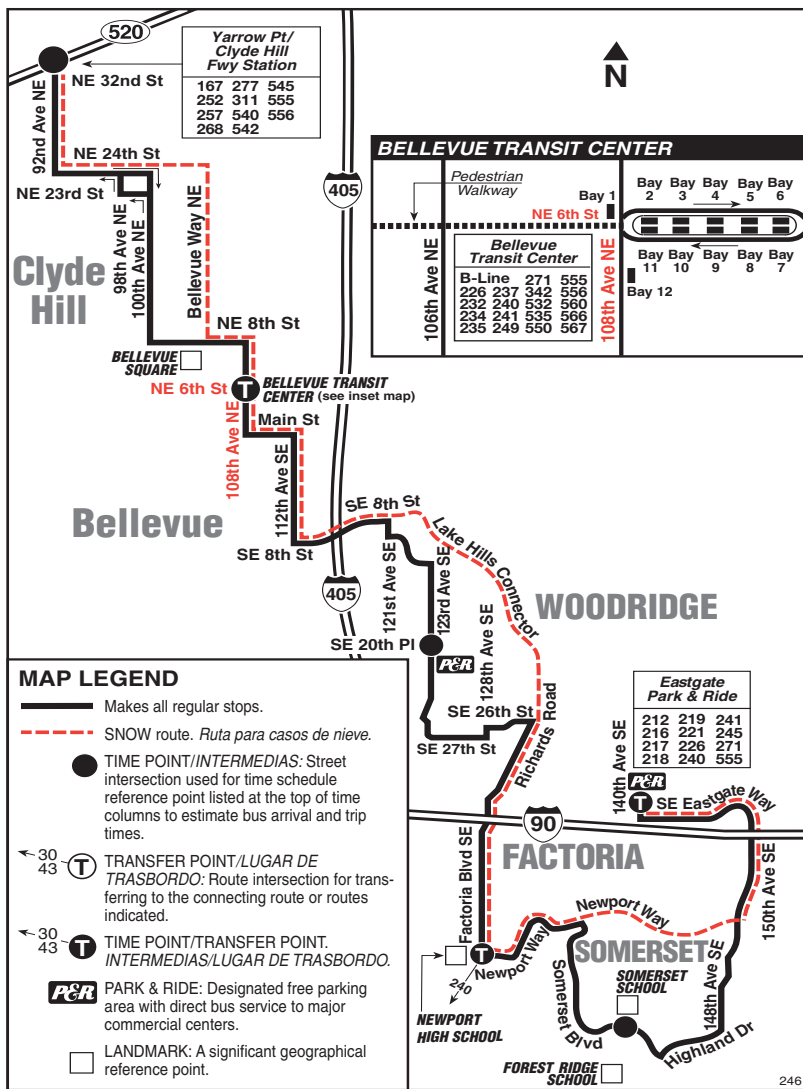 520
Yarrow Pt/
Clyde Hill
Fwy Station
167 277 545
252 311 555
257 540 556
268 542
NE 32nd St
92nd Ave NE
N
NE 24th St
NE 23rd St
405
98th Ave NE
100th Ave NE
Bellevue Way NE
Clyde
Hill
BELLEVUE TRANSIT CENTER
Pedestrian
Walkway
Bay 1
NE 6th St
Bay Bay Bay Bay Bay
2 3 4 5 6
Bay Bay Bay Bay Bay
11 10 9 8 7
Bay 12
106th Ave NE
108th Ave NE
Bellevue
Transit Center
B-Line 271 555
226 237 342 556
232 240 532 560
234 241 535 566
235 249 550 567
NE 8th St
BELLEVUE
SQUARE
NE 6th St
T
BELLEVUE TRANSIT
CENTER (see inset map)
108th Ave NE
Main St
112th Ave SE
Bellevue
SE 8th St
SE 8th St
Lake Hills Connector
405
121st Ave SE
123rd Ave SE
128th Ave SE
WOODRIDGE
SE 20th Pl
P&R
SE 26th St
SE 27th St
Richards Road
Eastgate
Park & Ride
212 219 241
216 221 245
217 226 271
218 240 555
140th Ave SE
P&R
T
SE Eastgate Way
90
FACTORIA
Factoria Blvd SE
150th Ave SE
Newport Way
Newport Way
T
240
NEWPORT
HIGH SCHOOL
SOMERSET
SOMERSET
SCHOOL
Somerset Blvd
148th Ave SE
Highland Dr
FOREST RIDGE
SCHOOL
MAP LEGEND
Makes all regular stops.
SNOW route. Ruta para casos de nieve.
TIME POINT/INTERMEDIAS: Street
intersection used for time schedule
reference point listed at the top of time
columns to estimate bus arrival and trip
times.
30
43
T
TRANSFER POINT/LUGAR DE
TRASBORDO: Route intersection for trans-
ferring to the connecting route or routes
indicated.
30
43
T
TIME POINT/TRANSFER POINT.
INTERMEDIAS/LUGAR DE TRASBORDO.
P&R
PARK & RIDE: Designated free parking
area with direct bus service to major
commercial centers.
LANDMARK: A significant geographical
reference point.
246